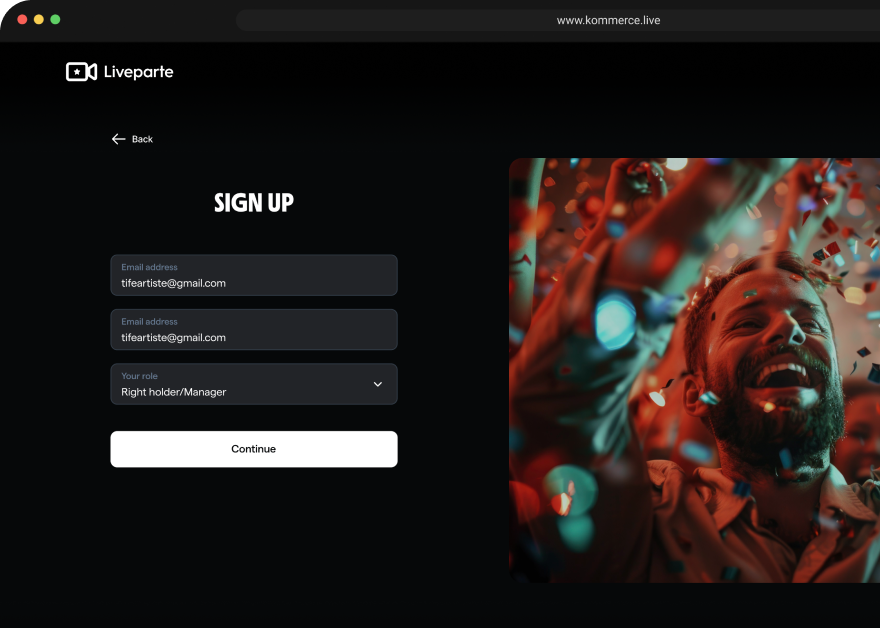 www.kommerce.live
Liveparte
Back
SIGN UP
Email address
tifeartiste@gmail.com
Email address
tifeartiste@gmail.com
Your role
Right holder/Manager
Continue